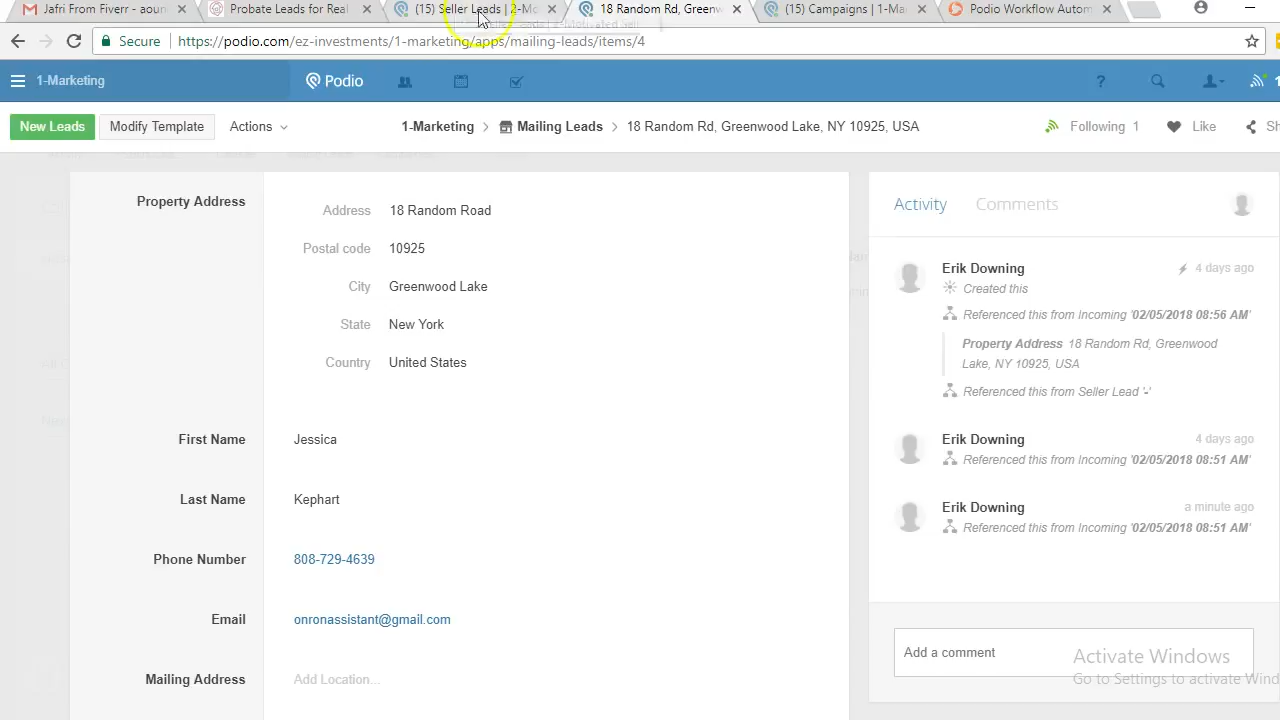 Jafri From Fiverr - aoun
Probate Leads for Real
(15) Seller Leads | 2-Mo
18 Random Rd, Greenw
(15) Campaigns | 1-Ma
Podio Workflow Autom
Secure
https://podio.com/ez-investments/1-marketing/apps/mailing-leads/items/4
1-Marketing
Podio
?
1
New Leads
Modify Template
Actions
1-Marketing > Mailing Leads > 18 Random Rd, Greenwood Lake, NY 10925, USA
Following 1
Like
Sh
Property Address
Address 18 Random Road
Postal code 10925
City Greenwood Lake
State New York
Country United States
First Name Jessica
Last Name Kephart
Phone Number 808-729-4639
Email onronassistant@gmail.com
Mailing Address Add Location...
Activity Comments
Erik Downing 4 days ago
Created this
Referenced this from Incoming '02/05/2018 08:56 AM'
Property Address 18 Random Rd, Greenwood
Lake, NY 10925, USA
Referenced this from Seller Lead '-'
Erik Downing 4 days ago
Referenced this from Incoming '02/05/2018 08:51 AM'
Erik Downing a minute ago
Referenced this from Incoming '02/05/2018 08:51 AM'
Add a comment
Activate Windows
Go to Settings to activate Wind